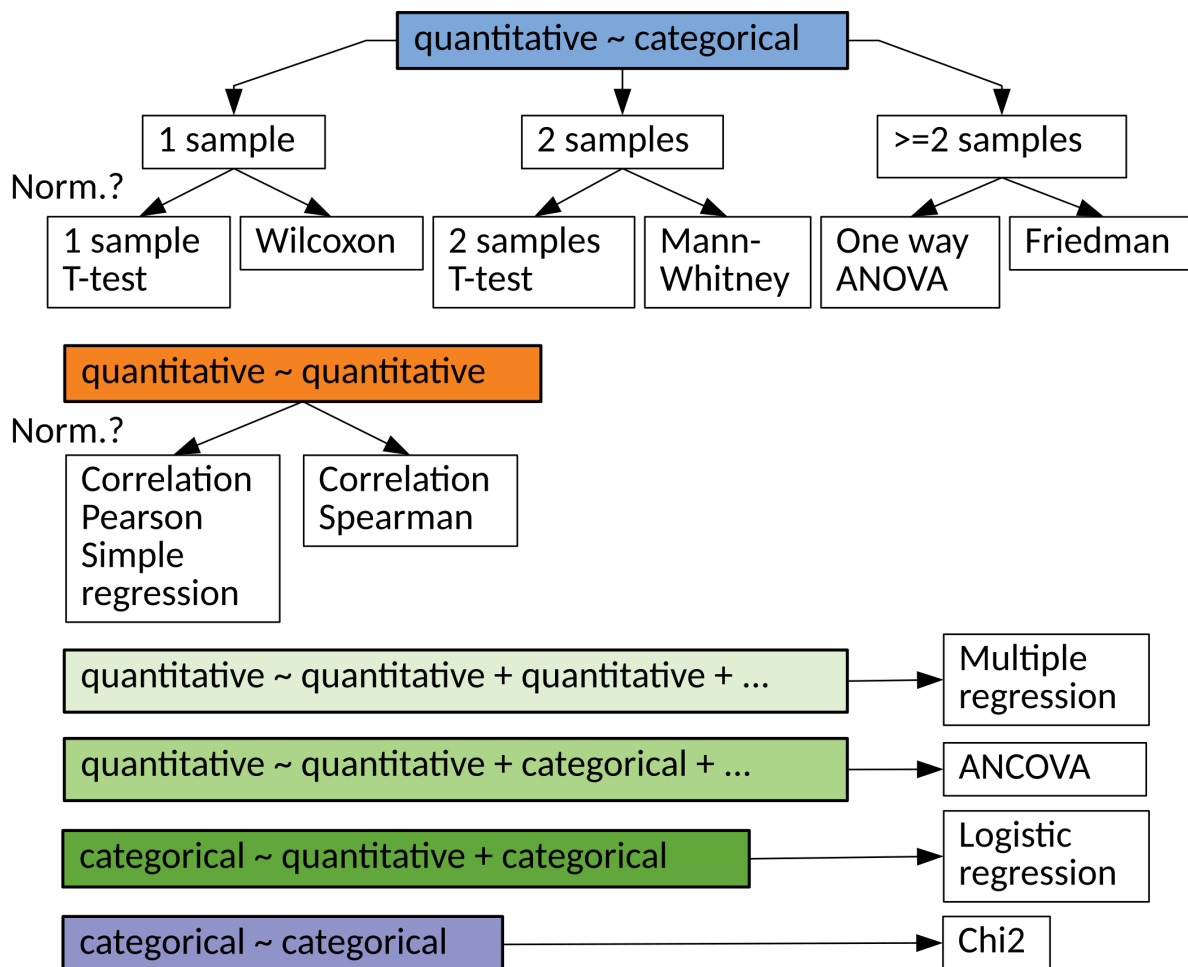 quantitative ~ categorical
1 sample
2 samples
>=2 samples
Norm.?
1 sample
T-test
Wilcoxon
2 samples
T-test
Mann-
Whitney
One way
ANOVA
Friedman
quantitative ~ quantitative
Norm.?
Correlation
Pearson
Simple
regression
Correlation
Spearman
quantitative ~ quantitative + quantitative + ...
Multiple
regression
quantitative ~ quantitative + categorical + ...
ANCOVA
categorical ~ quantitative + categorical
Logistic
regression
categorical ~ categorical
Chi2